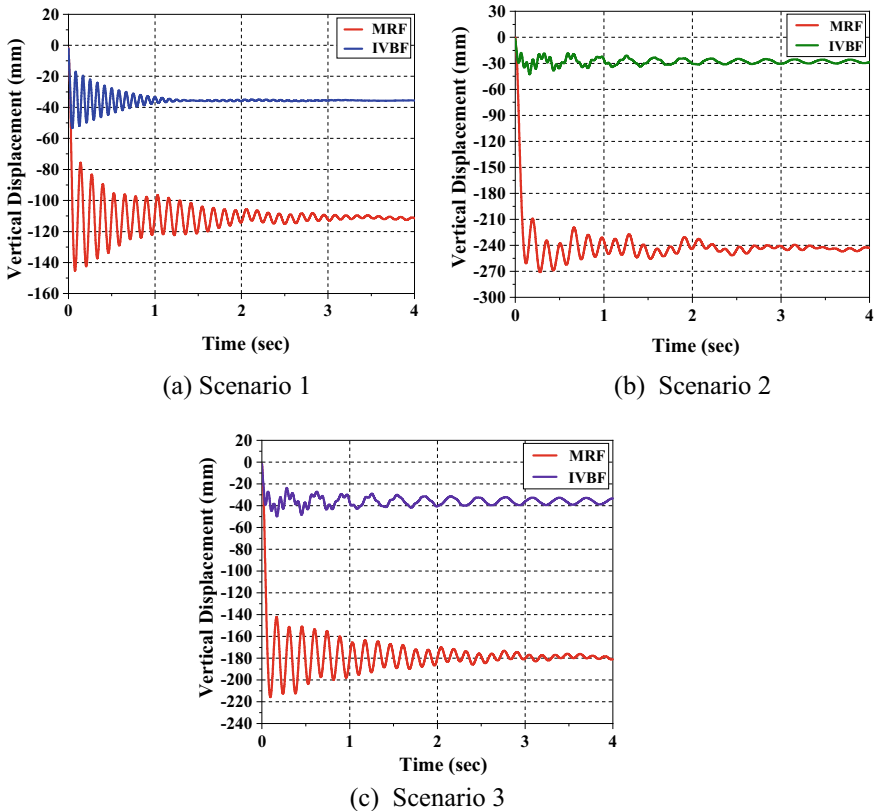 20
0
-20
-40
-60
-80
-100
-120
-140
-160
Vertical Displacement (mm)
MRF
IVBF
0 1 2 3 4
Time (sec)
(a) Scenario 1
30
0
-30
-60
-90
-120
-150
-180
-210
-240
-270
-300
Vertical Displacement (mm)
MRF
IVBF
0 1 2 3 4
Time (sec)
(b) Scenario 2
20
0
-20
-40
-60
-80
-100
-120
-140
-160
-180
-200
-220
-240
Vertical Displacement (mm)
MRF
IVBF
0 1 2 3 4
Time (sec)
(c) Scenario 3